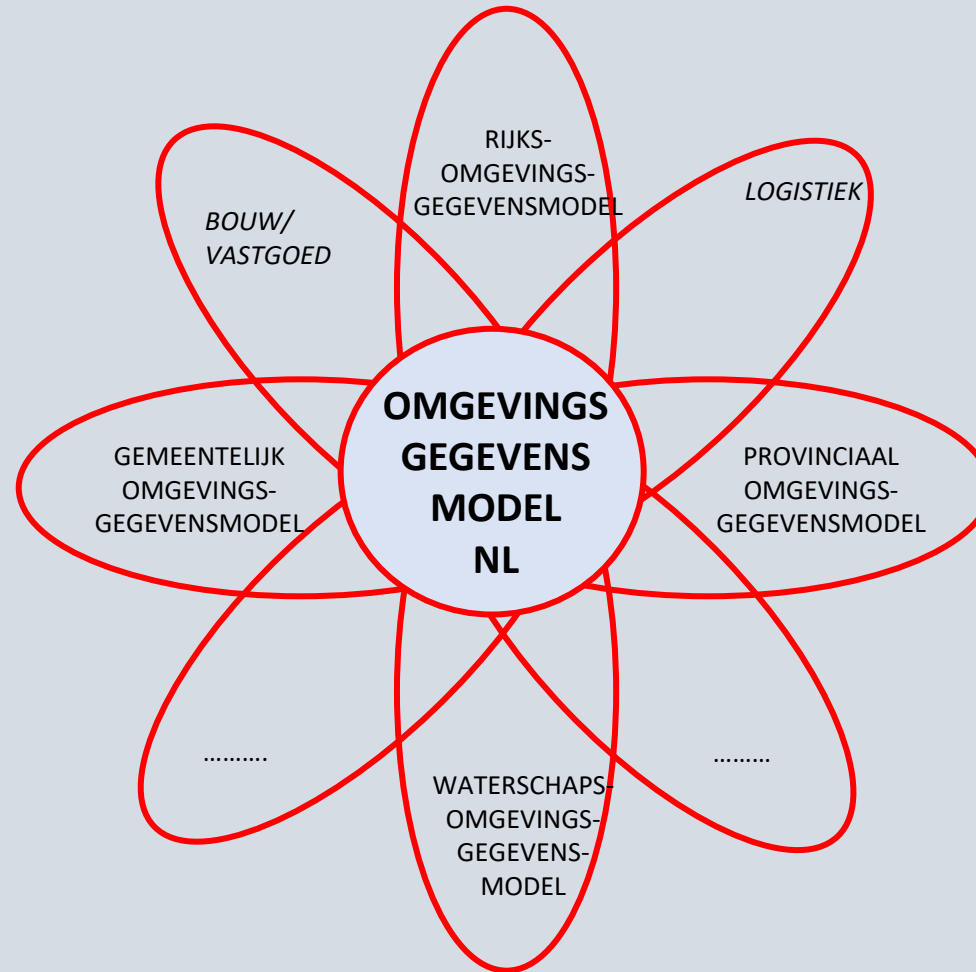 RIJKS-
OMGEVINGS-
GEGEVENSMODEL
LOGISTIEK
BOUW/
VASTGOED
OMGEVINGS
GEGEVENS
MODEL
NL
GEMEENTELIJK
OMGEVINGS-
GEGEVENSMODEL
PROVINCIAAL
OMGEVINGS-
GEGEVENSMODEL
……….
………
WATERSCHAPS-
OMGEVINGS-
GEGEVENS-
MODEL